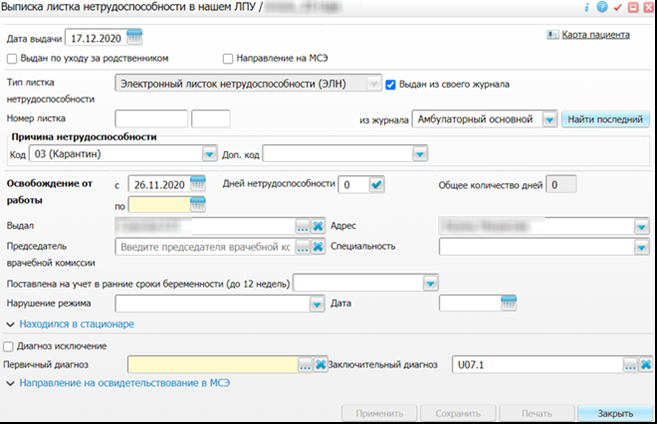 Выписка листка нетрудоспособности в нашем ЛПУ /
Дата выдачи 17.12.2020 Карта пациента
Выдан по уходу за родственником Направление на МСЭ
Тип листка нетрудоспособности Электронный листок нетрудоспособности (ЭЛН) Выдан из своего журнала
Номер листка из журнала Амбулаторный основной Найти последний
Причина нетрудоспособности
Код 03 (Карантин) Доп. код
Освобождение от работы с 26.11.2020 Дней нетрудоспособности 0 Общее количество дней 0
по
Выдал Адрес
Председатель врачебной комиссии Введите председателя врачебной кс Специальность
Поставлена на учет в ранние сроки беременности (до 12 недель)
Нарушение режима Дата
Находился в стационаре
Диагноз исключение
Первичный диагноз Заключительный диагноз U07.1
Направление на освидетельствование в МСЭ
Применить Сохранить Печать Закрыть